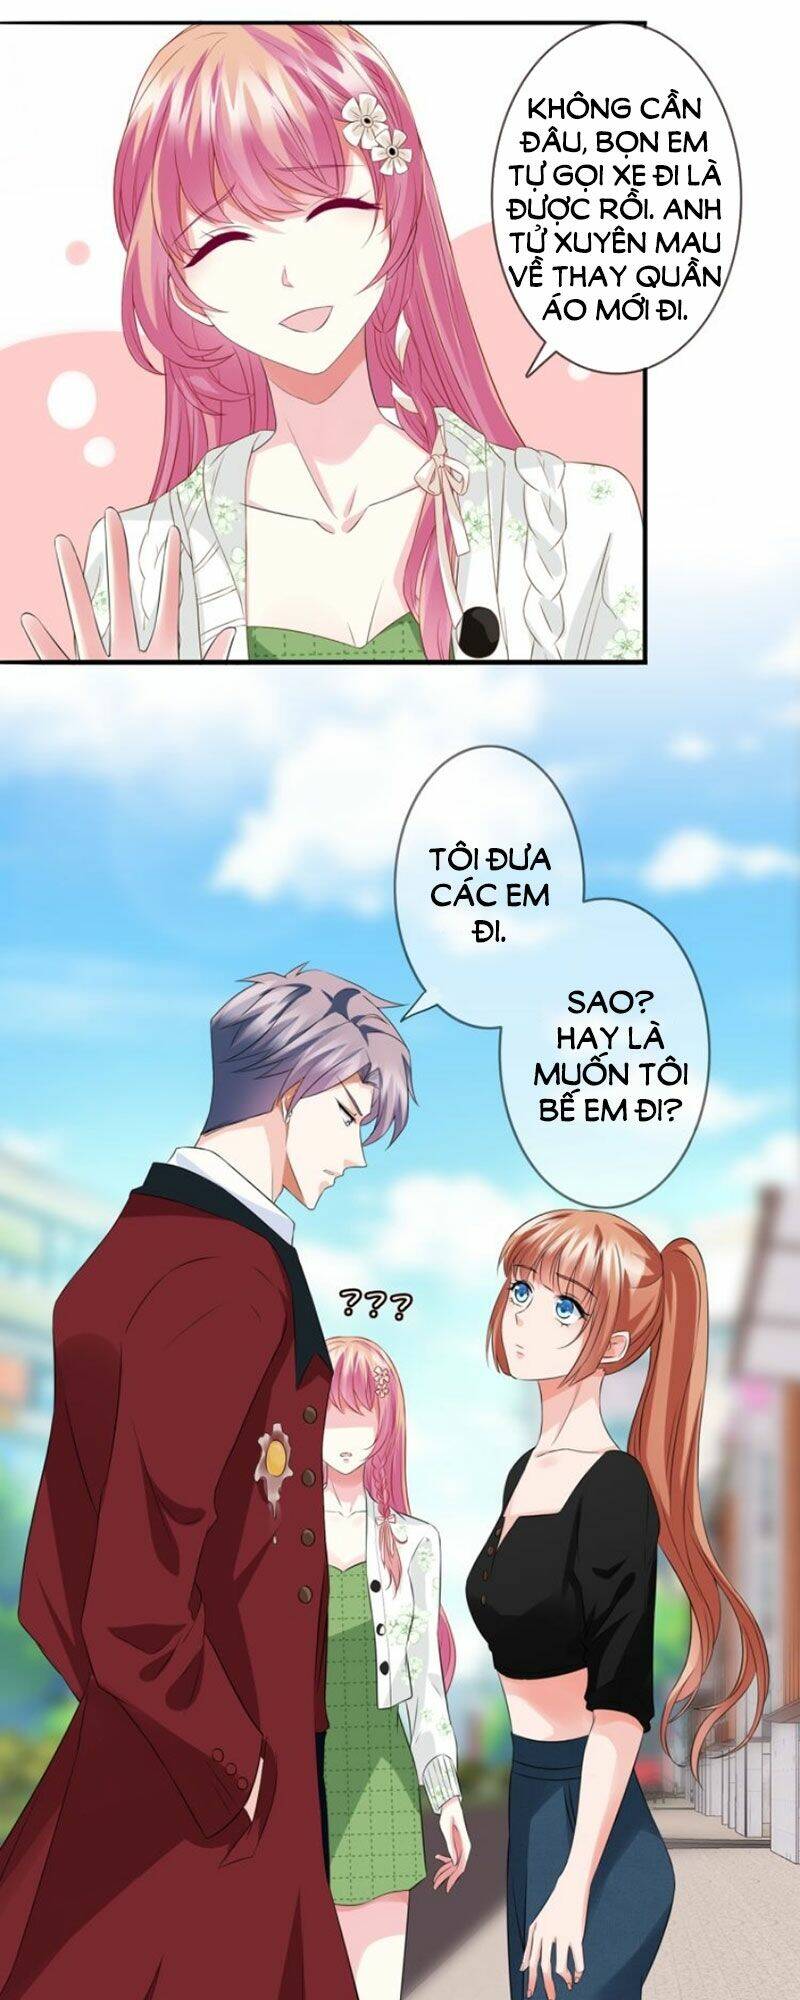 KHÔNG CẦN
ĐÂU, BỌN EM
TỰ GỌI XE ĐI LÀ
ĐƯỢC RỒI. ANH
TỬ XUYÊN MAU
VỀ THAY QUẦN
ÁO MỚI ĐI.
TÔI ĐƯA
CÁC EM
ĐI.
SAO?
HAY LÀ
MUỐN TÔI
BẾ EM ĐI?
???